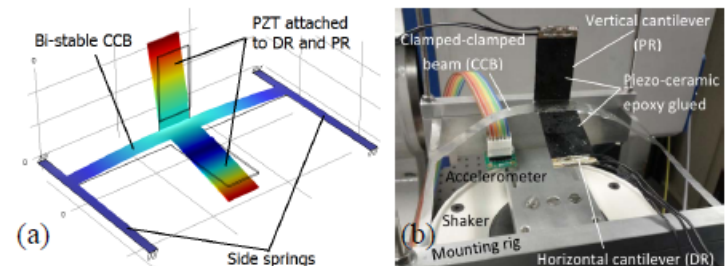 Bi-stable CCB
PZT attached
to DR and PR
Side springs
(a)
Vertical cantilever
(PR)
Clamped-clamped
beam (CCB)
Piezo-ceramic
epoxy glued
Accelerometer
Shaker
Mounting rig
(b)
Horizontal cantilever (DR)